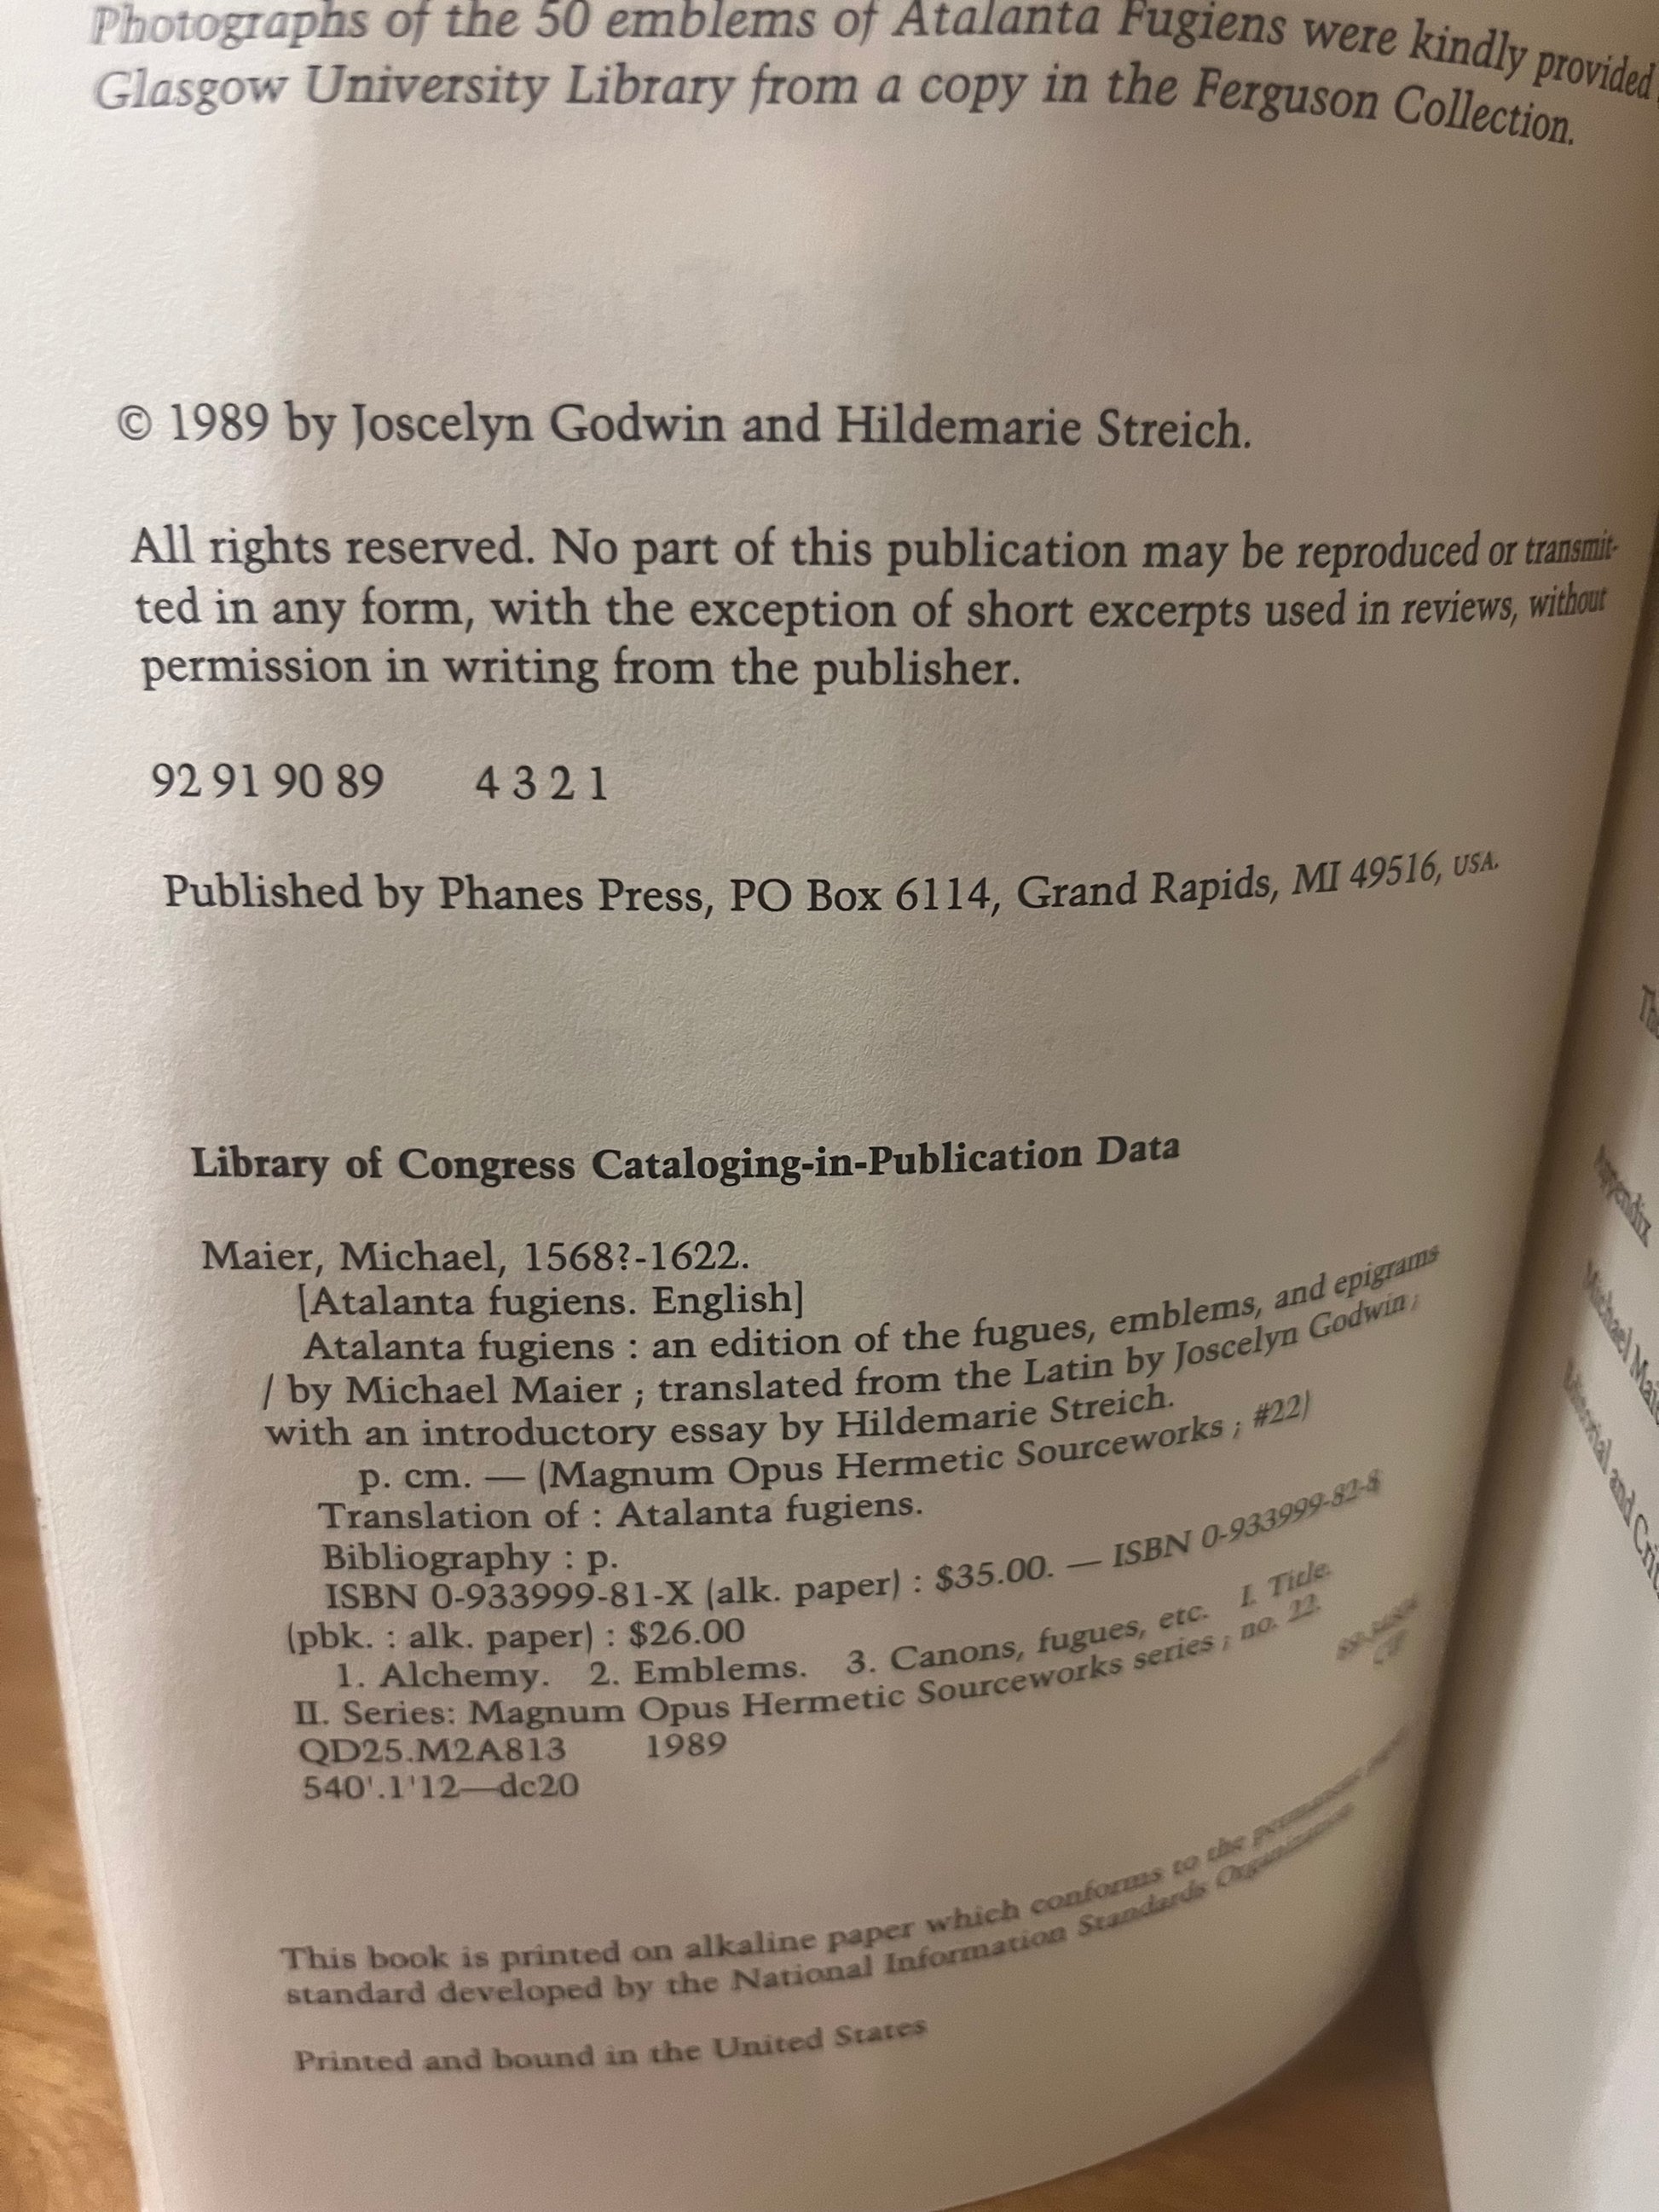 Photographs of the 50 emblems of Atalanta Fugiens were kindly provided
Glasgow University Library from a copy in the Ferguson Collection.
© 1989 by Joscelyn Godwin and Hildemarie Streich.
All rights reserved. No part of this publication may be reproduced or transmit-
ted in any form, with the exception of short excerpts used in reviews, without
permission in writing from the publisher.
92 91 90 89 4 3 2 1
Published by Phanes Press, PO Box 6114, Grand Rapids, MI 49516, USA.
Library of Congress Cataloging-in-Publication Data
Maier, Michael, 1568?-1622.
[Atalanta fugiens. English]
Atalanta fugiens : an edition of the fugues, emblems, and epigrams
/ by Michael Maier ; translated from the Latin by Joscelyn Godwin ;
with an introductory essay by Hildemarie Streich.
p. cm. — (Magnum Opus Hermetic Sourceworks ; #22)
Translation of : Atalanta fugiens.
Bibliography : p.
ISBN 0-933999-81-X (alk. paper) : $35.00. — ISBN 0-933999-82-8
(pbk. : alk. paper) : $26.00
1. Alchemy. 2. Emblems. 3. Canons, fugues, etc. I. Title.
II. Series: Magnum Opus Hermetic Sourceworks series ; no. 22.
QD25.M2A813 1989
540'.1'12—dc20
CIP
This book is printed on alkaline paper which conforms to the permanent
standard developed by the National Information Standards Organization
Printed and bound in the United States
Appendix
Michael
and